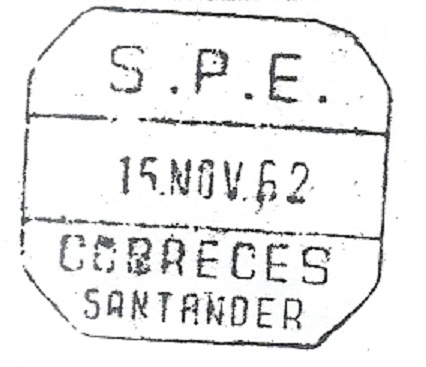 S.P.E.
15.NOV.62
COBRECES
SANTANDER